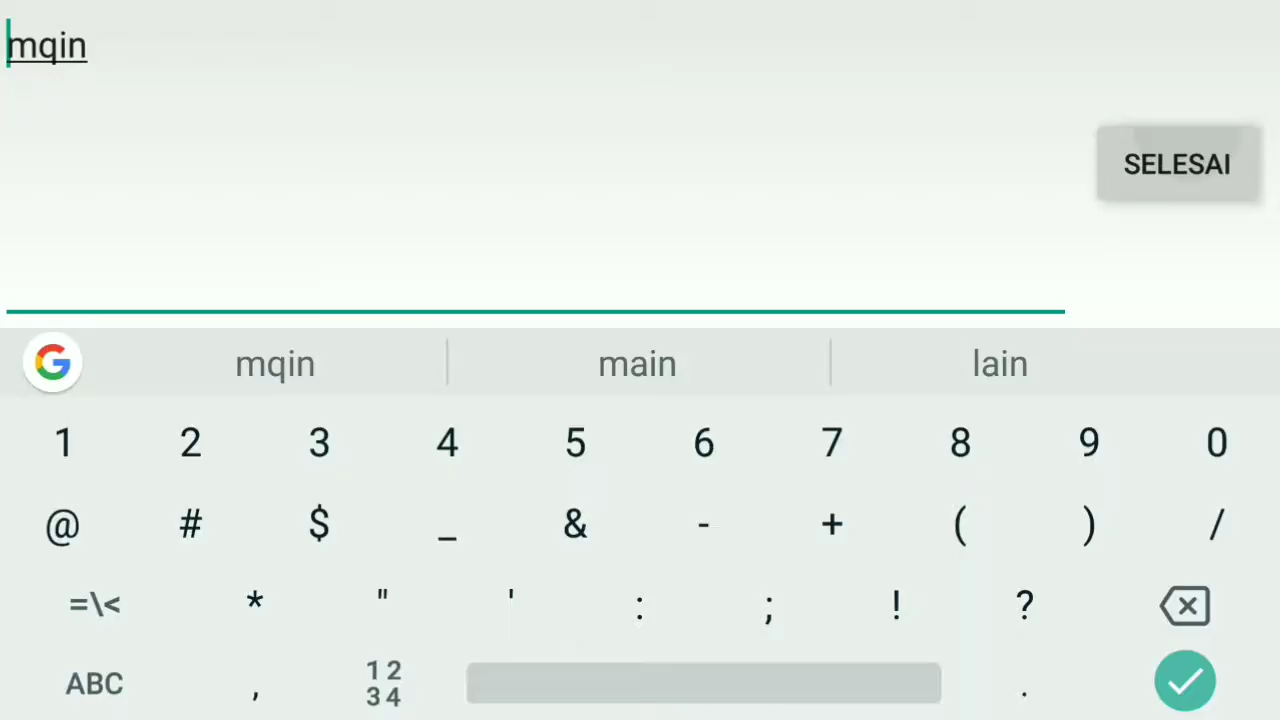 mqin
SELESAI
mqin main lain
1 2 3 4 5 6 7 8 9 0
@ # $ _ & - + ( ) /
=\< * " ' : ; ! ?
ABC , 1 2 3 4 .